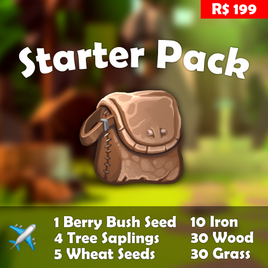 R$ 199
Starter Pack
1 Berry Bush Seed
4 Tree Saplings
5 Wheat Seeds
10 Iron
30 Wood
30 Grass